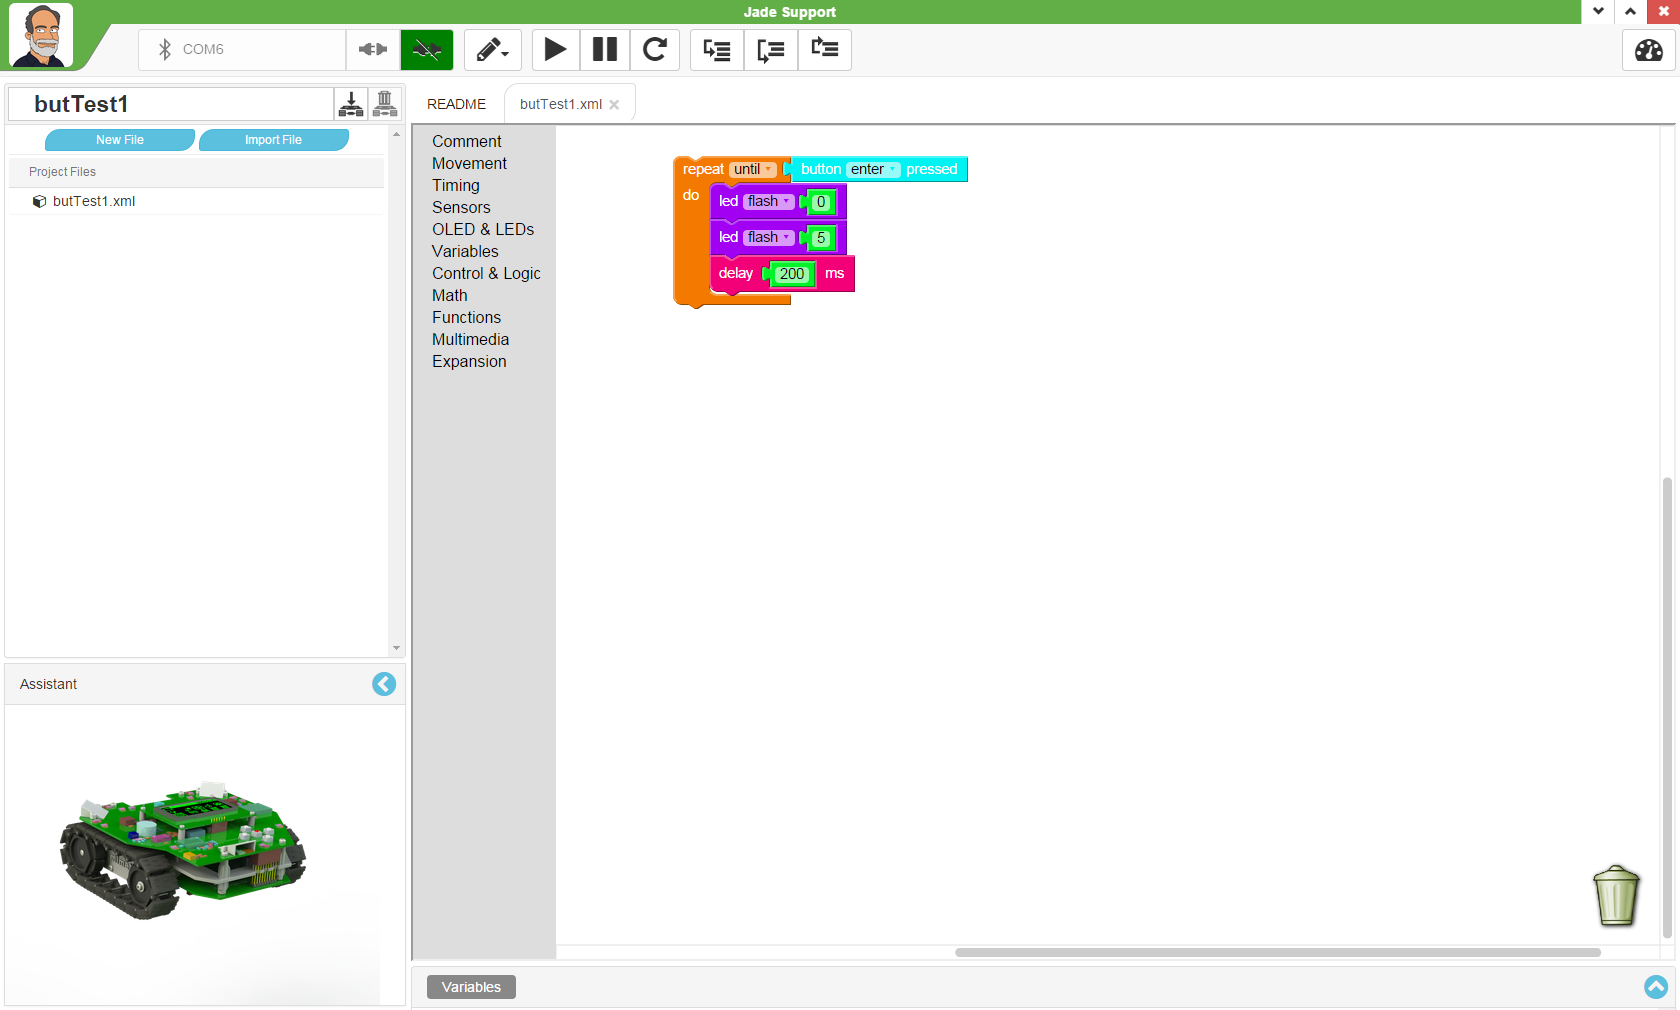 Jade Support
COM6
butTest1
New File
Import File
Project Files
butTest1.xml
Assistant
README
butTest1.xml
Comment
Movement
Timing
Sensors
OLED & LEDs
Variables
Control & Logic
Math
Functions
Multimedia
Expansion
repeat until button enter pressed
do
led flash 0
led flash 5
delay 200 ms
Variables